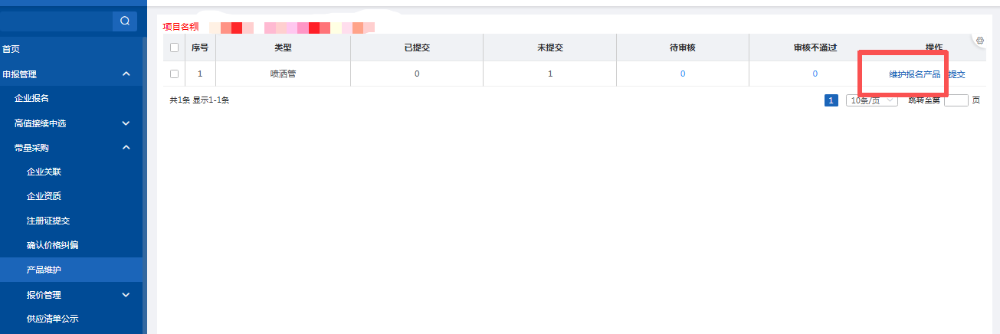 项目名称
首页
申报管理
企业报名
高值接续中选
带量采购
企业关联
企业资质
注册证提交
确认价格纠偏
产品维护
报价管理
供应清单公示
序号 类型 已提交 未提交 待审核 审核不通过 操作
1 喷洒管 0 1 0 0 维护报名产品 提交
共1条 显示1-1条 1 10条/页 跳转至第 页